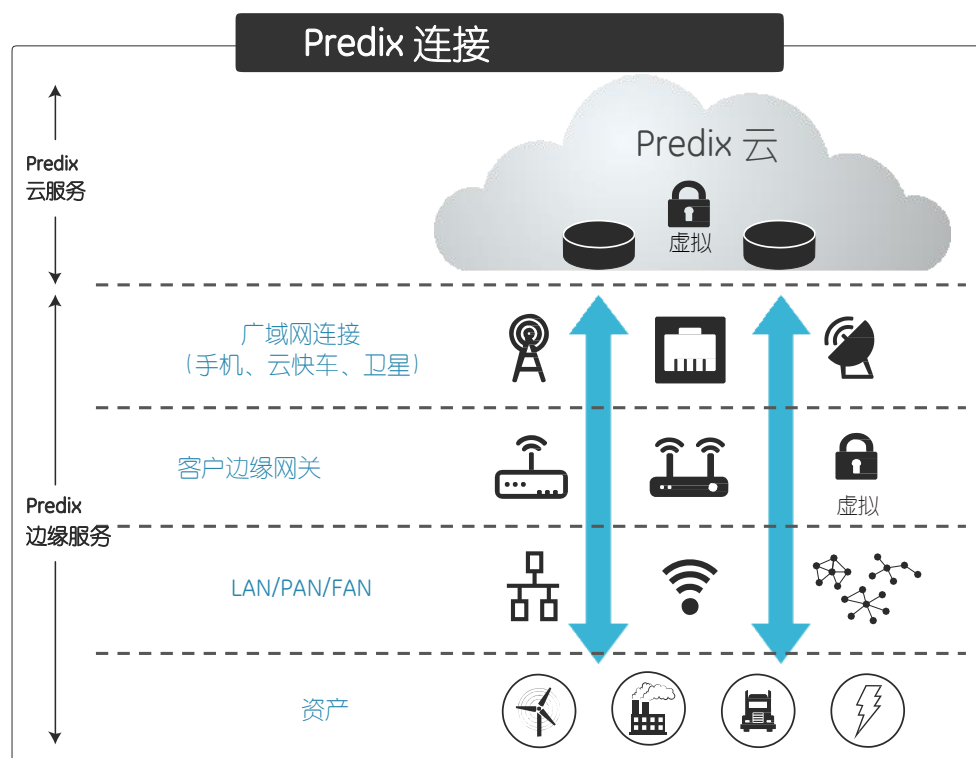 Predix 连接
Predix 云
虚拟
Predix
云服务
广域网连接
（手机、云快车、卫星）
客户边缘网关
虚拟
Predix
边缘服务
LAN/PAN/FAN
资产